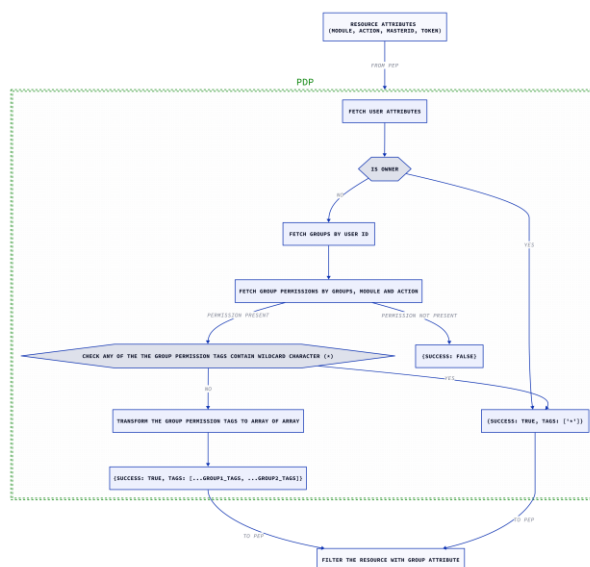 RESOURCE ATTRIBUTES
(MODULE, ACTION, MASTERID, TOKEN)
FROM PEP
PDP
FETCH USER ATTRIBUTES
IS OWNER
NO
FETCH GROUPS BY USER ID
YES
FETCH GROUP PERMISSIONS BY GROUPS, MODULE AND ACTION
PERMISSION PRESENT
PERMISSION NOT PRESENT
CHECK ANY OF THE THE GROUP PERMISSION TAGS CONTAIN WILDCARD CHARACTER (*)
{SUCCESS: FALSE}
YES
NO
TRANSFORM THE GROUP PERMISSION TAGS TO ARRAY OF ARRAY
{SUCCESS: TRUE, TAGS: ['*']}
{SUCCESS: TRUE, TAGS: [...GROUP1_TAGS, ...GROUP2_TAGS]}
TO PEP
TO PEP
FILTER THE RESOURCE WITH GROUP ATTRIBUTE